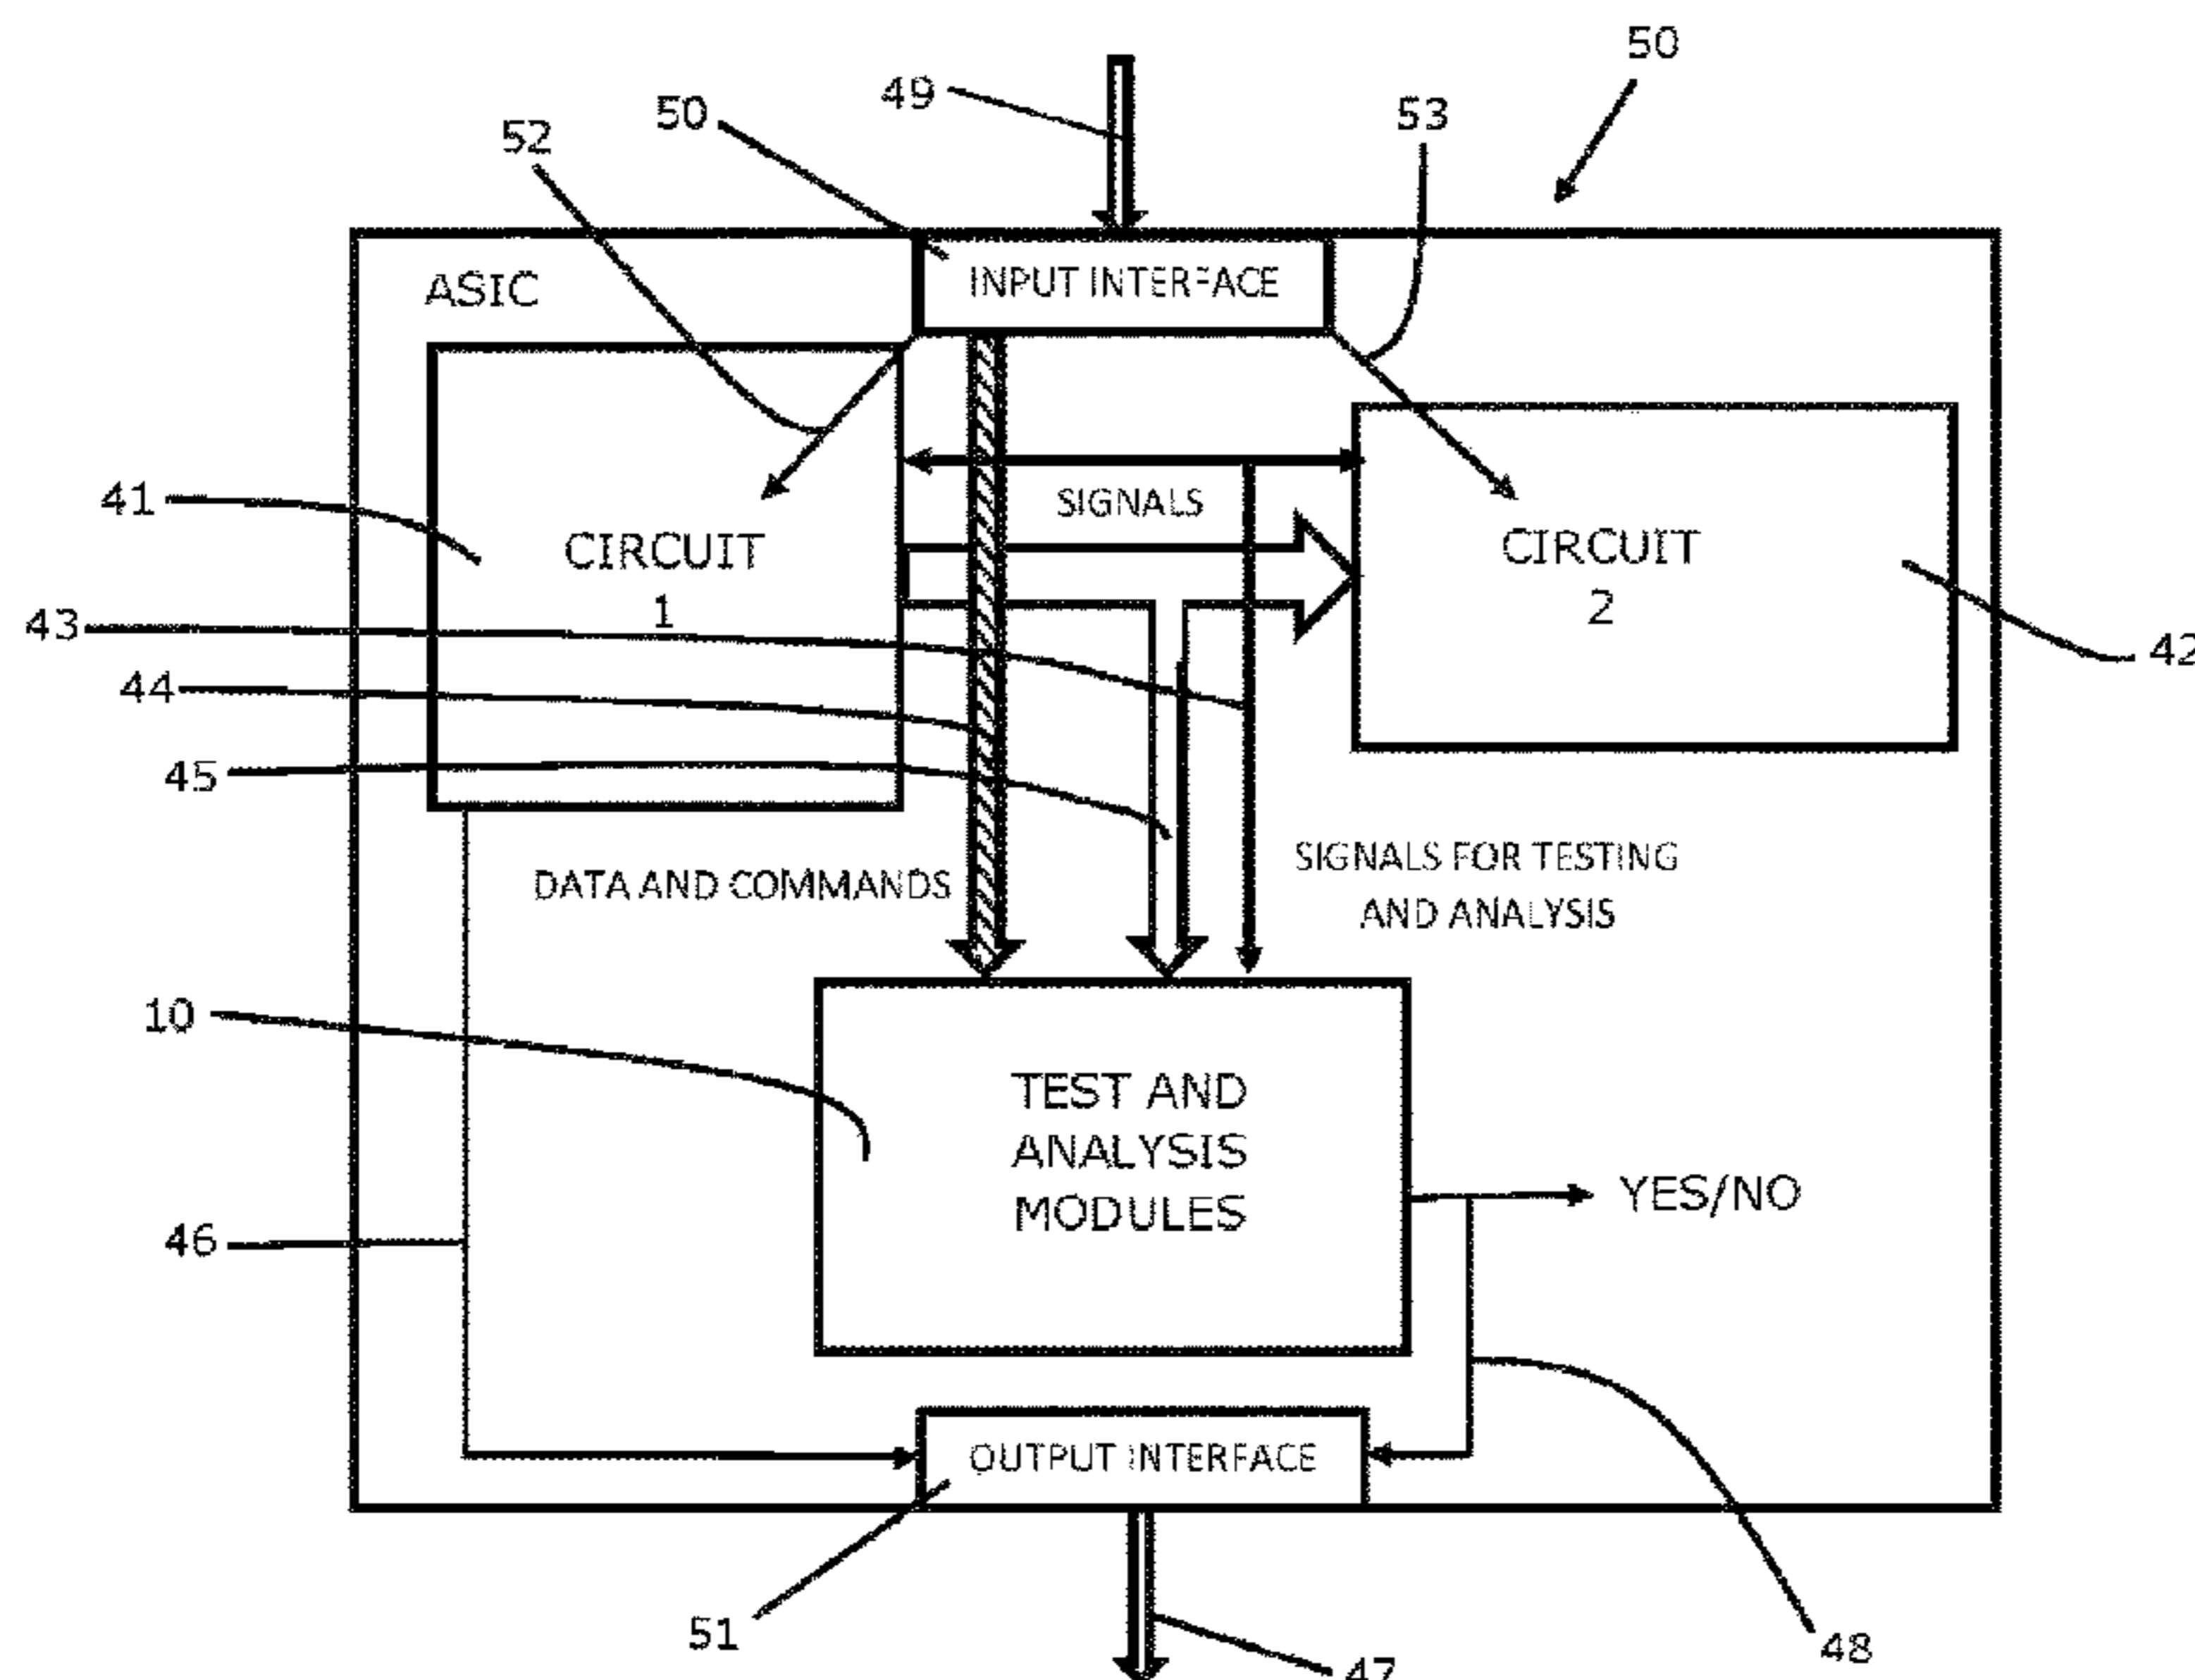 50
49
50
53
52
ASIC
INPUT INTERFACE
41
SIGNALS
CIRCUIT
1
CIRCUIT
2
43
42
44
45
DATA AND COMMANDS
SIGNALS FOR TESTING
AND ANALYSIS
10
TEST AND
ANALYSIS
MODULES
YES/NO
46
OUTPUT INTERFACE
51
48
47